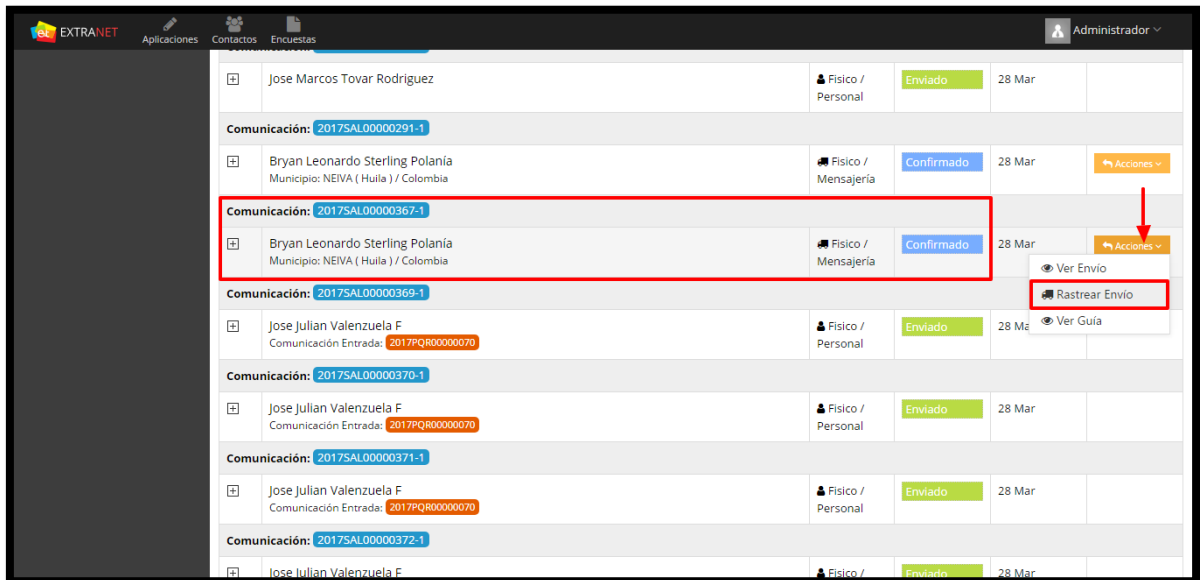 EXTRANET
Aplicaciones
Contactos
Encuestas
Administrador
Jose Marcos Tovar Rodriguez
Fisico /
Personal
Enviado
28 Mar
Comunicación: 2017SAL00000291-1
Bryan Leonardo Sterling Polanía
Municipio: NEIVA ( Huila ) / Colombia
Fisico /
Mensajería
Confirmado
28 Mar
Acciones
Comunicación: 2017SAL00000367-1
Bryan Leonardo Sterling Polanía
Municipio: NEIVA ( Huila ) / Colombia
Fisico /
Mensajería
Confirmado
28 Mar
Acciones
Ver Envío
Rastrear Envío
Ver Guía
Comunicación: 2017SAL00000369-1
Jose Julian Valenzuela F
Comunicación Entrada: 2017PQR00000070
Fisico /
Personal
Enviado
28 Ma
Comunicación: 2017SAL00000370-1
Jose Julian Valenzuela F
Comunicación Entrada: 2017PQR00000070
Fisico /
Personal
Enviado
28 Mar
Comunicación: 2017SAL00000371-1
Jose Julian Valenzuela F
Comunicación Entrada: 2017PQR00000070
Fisico /
Personal
Enviado
28 Mar
Comunicación: 2017SAL00000372-1
Jose Julian Valenzuela F
Fisico /
Enviado
28 Mar